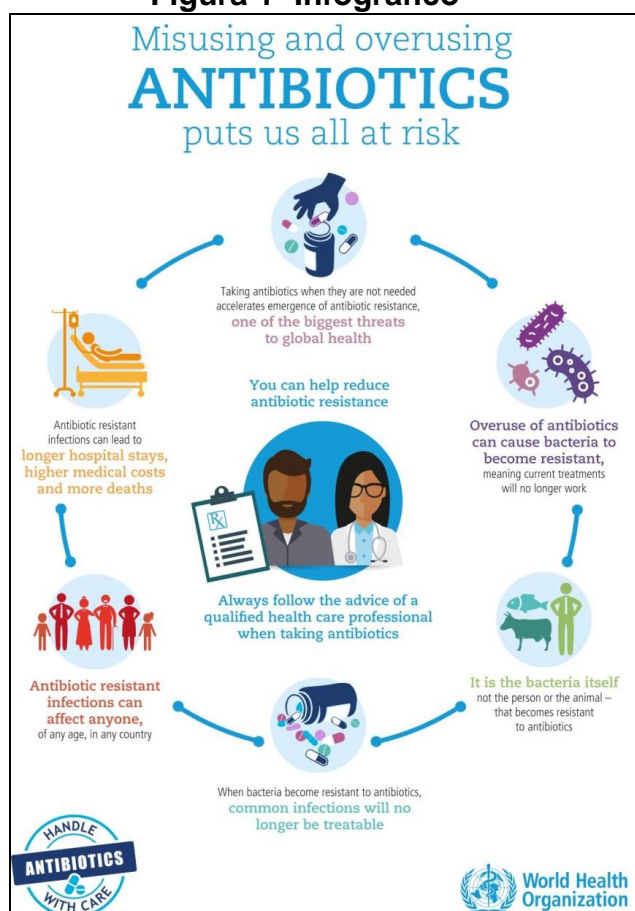 Figura 1- Infográfico
Misusing and overusing
ANTIBIOTICS
puts us all at risk
Taking antibiotics when they are not needed
accelerates emergence of antibiotic resistance,
one of the biggest threats
to global health
Overuse of antibiotics
can cause bacteria to
become resistant,
meaning current treatments
will no longer work
It is the bacteria itself
not the person or the animal –
that becomes resistant
to antibiotics
When bacteria become resistant to antibiotics,
common infections will no
longer be treatable
Antibiotic resistant
infections can
affect anyone,
of any age, in any country
Antibiotic resistant
infections can lead to
longer hospital stays,
higher medical costs
and more deaths
You can help reduce
antibiotic resistance
Rx
Always follow the advice of a
qualified health care professional
when taking antibiotics
HANDLE
ANTIBIOTICS
WITH CARE
World Health
Organization